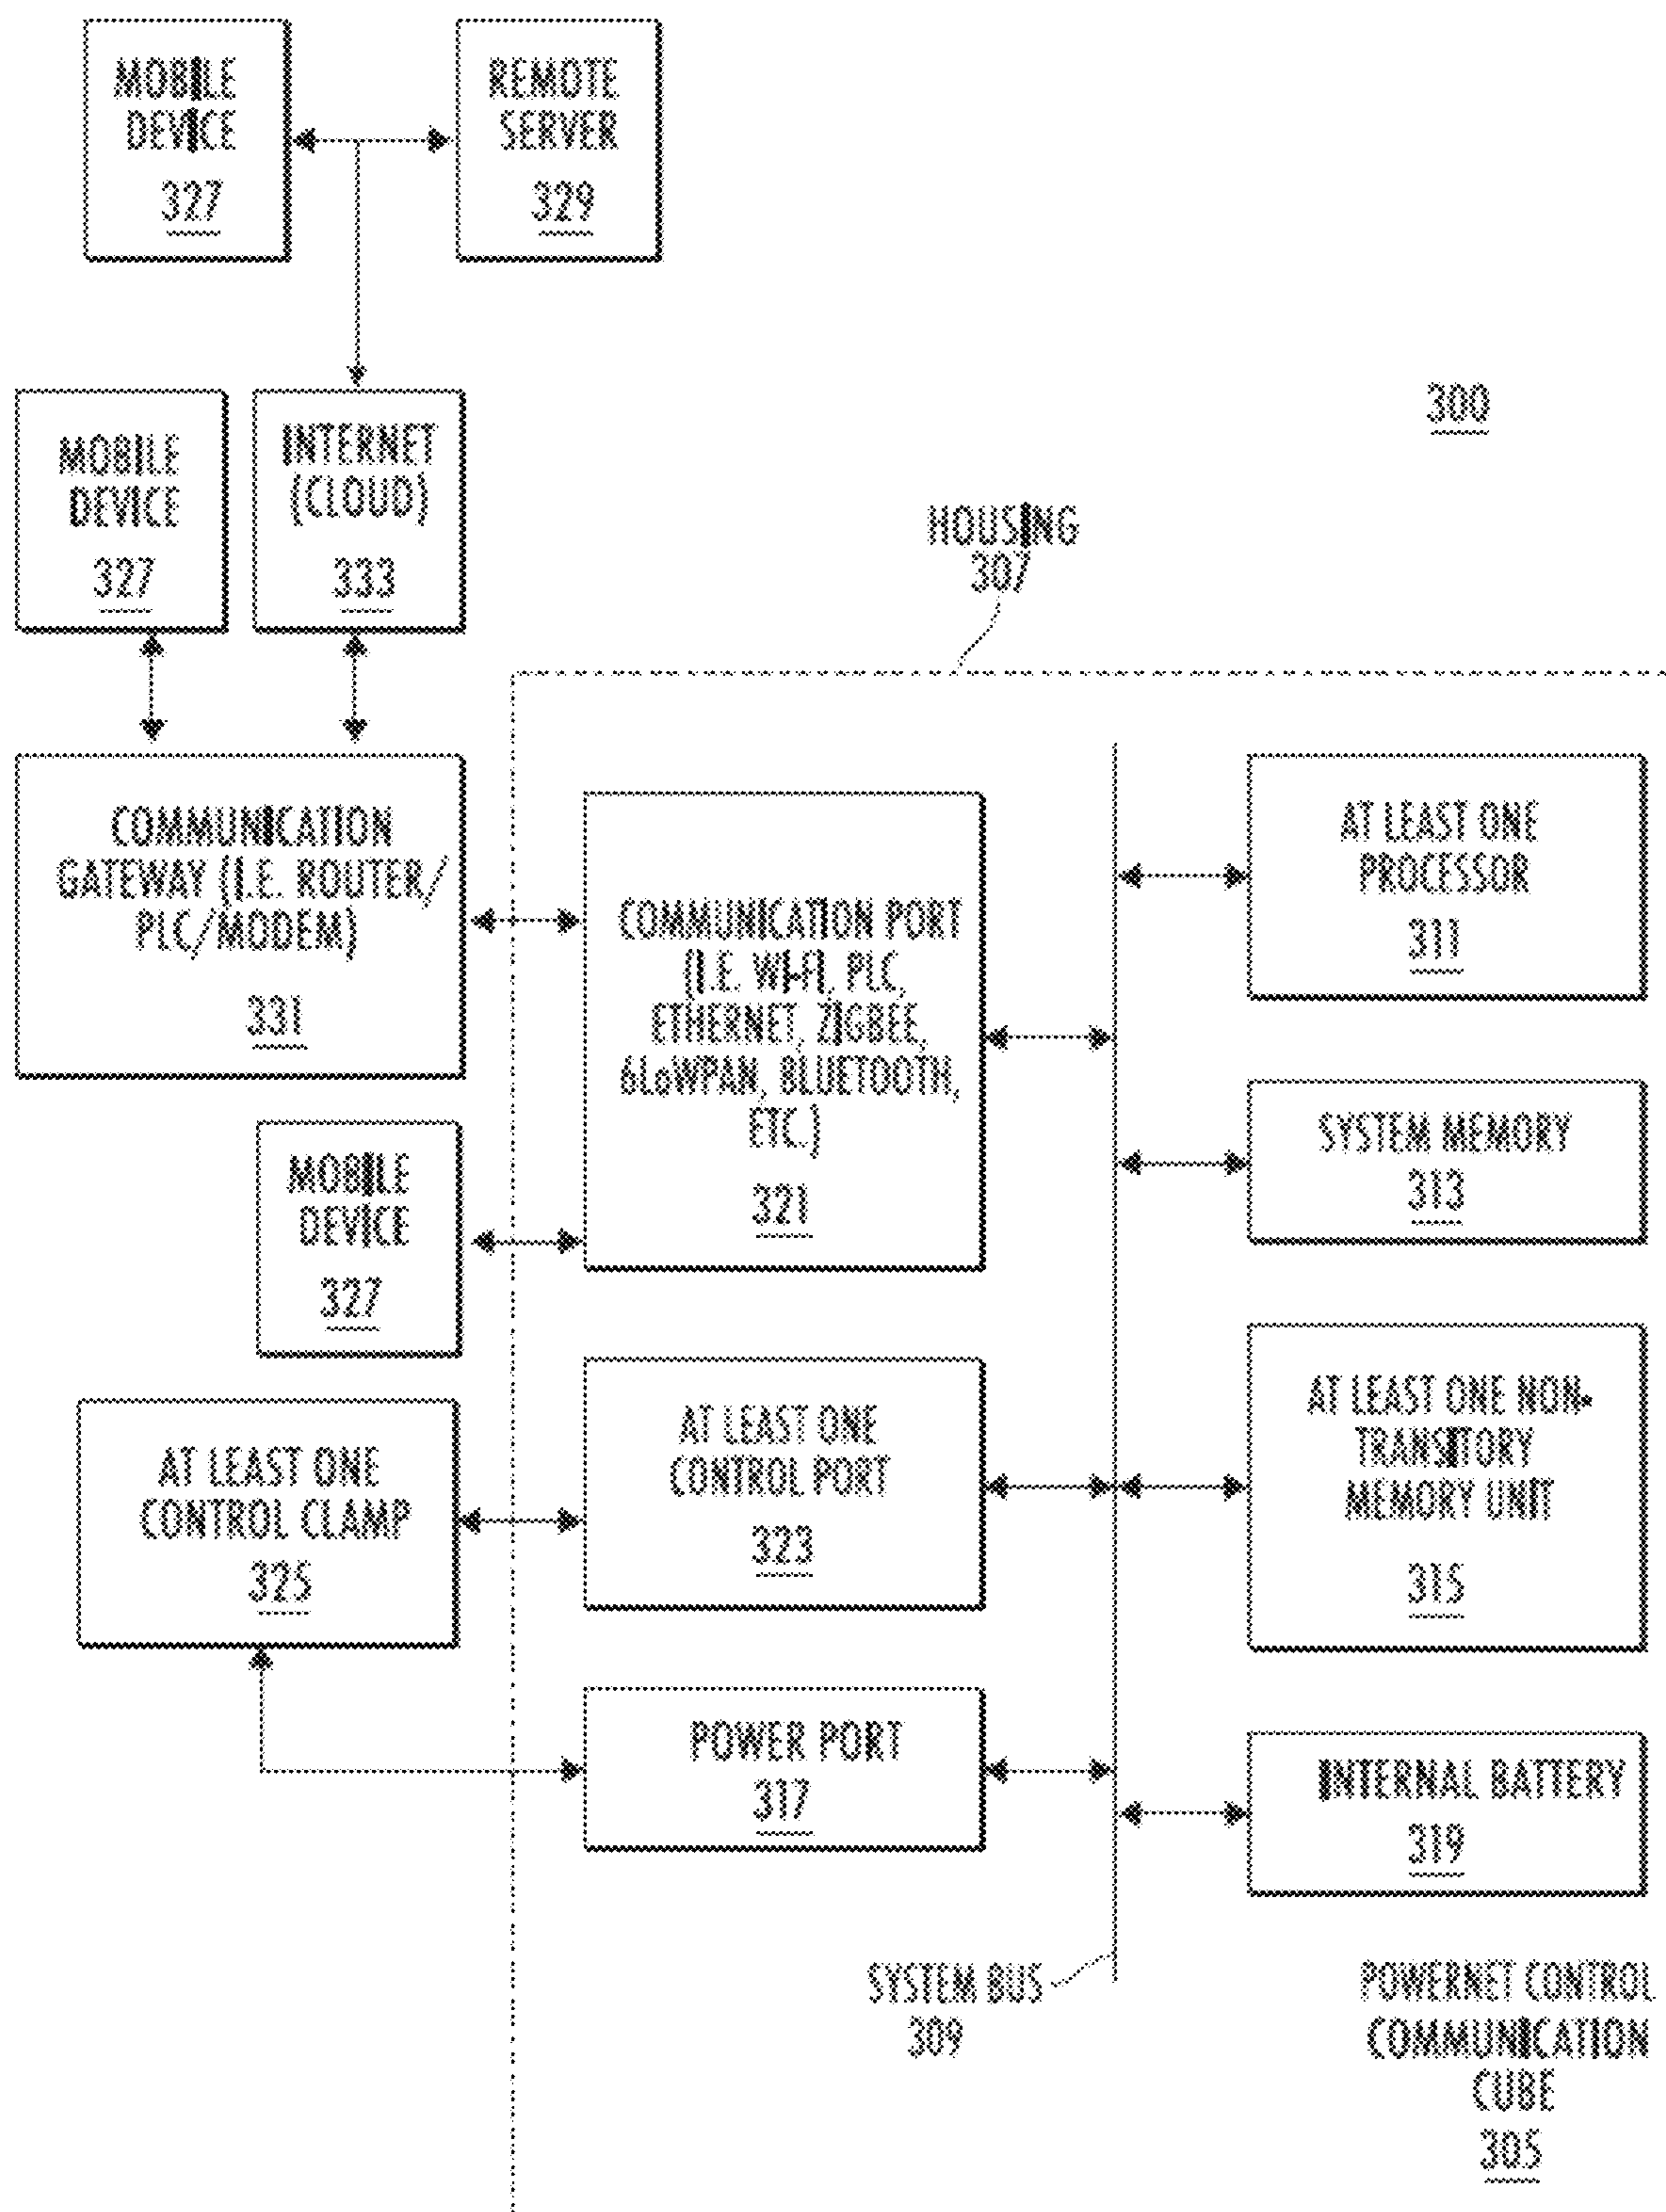 MOBILE
DEVICE
327
REMOTE
SERVER
329
MOBILE
DEVICE
327
INTERNET
(CLOUD)
333
300
HOUSING
307
COMMUNICATION
GATEWAY (I.E. ROUTER/
PLC/MODEM)
331
COMMUNICATION PORT
(I.E. WI-FI, PLC,
ETHERNET, ZIGBEE,
6LoWPAN, BLUETOOTH,
ETC.)
321
AT LEAST ONE
PROCESSOR
311
SYSTEM MEMORY
313
MOBILE
DEVICE
327
AT LEAST ONE
CONTROL CLAMP
325
AT LEAST ONE
CONTROL PORT
323
AT LEAST ONE NON-
TRANSITORY
MEMORY UNIT
315
POWER PORT
317
INTERNAL BATTERY
319
SYSTEM BUS
309
POWERNET CONTROL
COMMUNICATION
CUBE
305